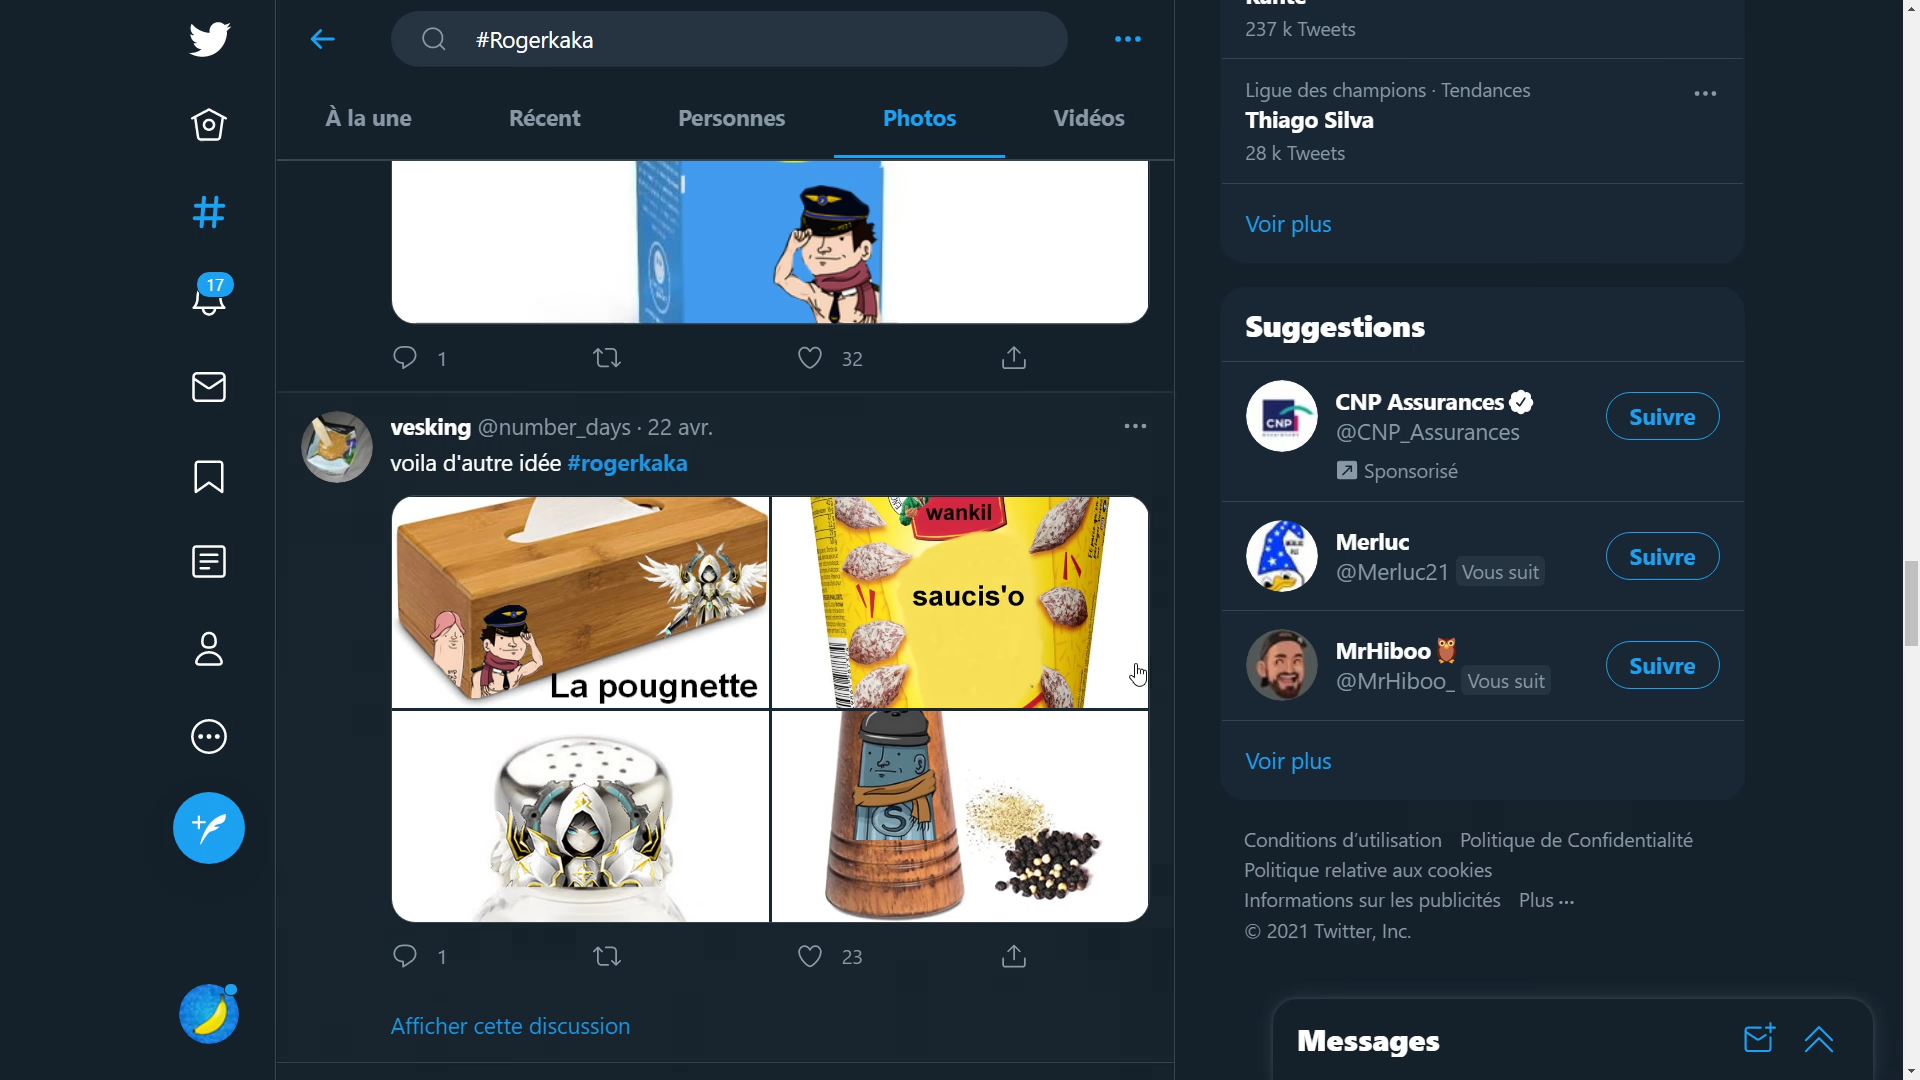 #Rogerkaka
À la une
Récent
Personnes
Photos
Vidéos
17
1
32
vesking @number_days · 22 avr.
voila d'autre idée #rogerkaka
La pougnette
wankil
saucis'o
S
1
23
Afficher cette discussion
237 k Tweets
Ligue des champions · Tendances
Thiago Silva
28 k Tweets
Voir plus
Suggestions
CNP
CNP Assurances
@CNP_Assurances
Sponsorisé
Suivre
Merluc
@Merluc21 Vous suit
Suivre
MrHiboo
@MrHiboo_ Vous suit
Suivre
Voir plus
Conditions d'utilisation Politique de Confidentialité
Politique relative aux cookies
Informations sur les publicités Plus ···
© 2021 Twitter, Inc.
Messages